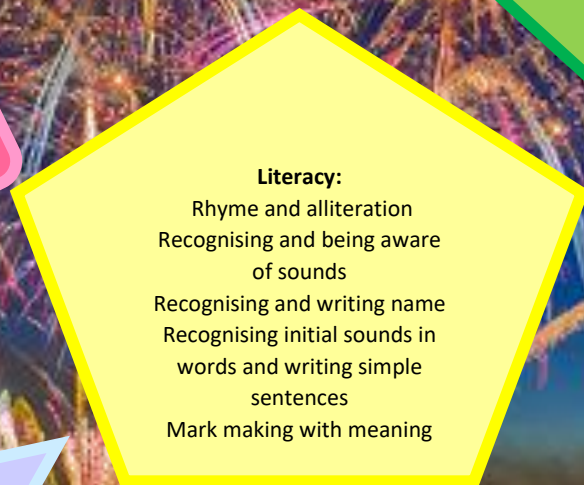 Literacy:
Rhyme and alliteration
Recognising and being aware
of sounds
Recognising and writing name
Recognising initial sounds in
words and writing simple
sentences
Mark making with meaning